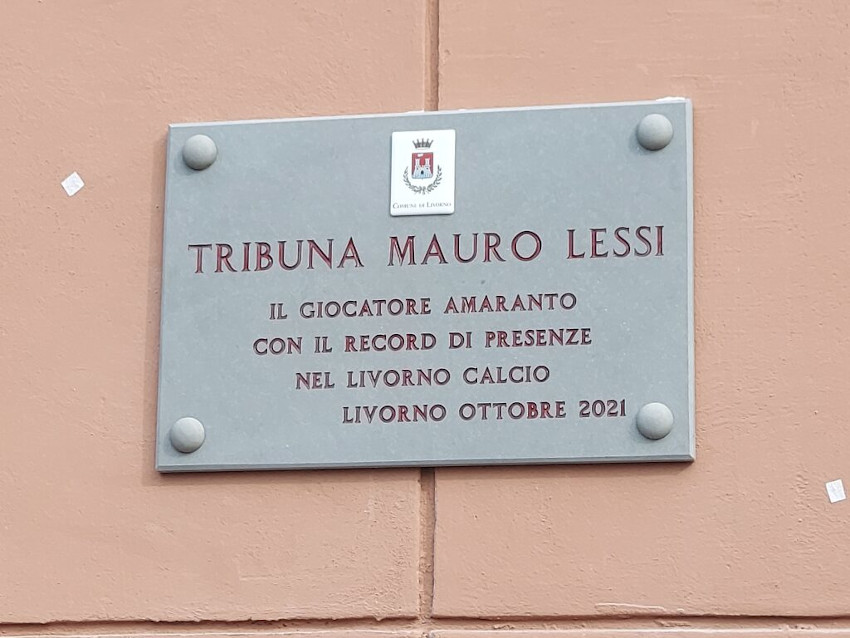 COMUNE DI LIVORNO
TRIBUNA MAURO LESSI
IL GIOCATORE AMARANTO
CON IL RECORD DI PRESENZE
NEL LIVORNO CALCIO
LIVORNO OTTOBRE 2021